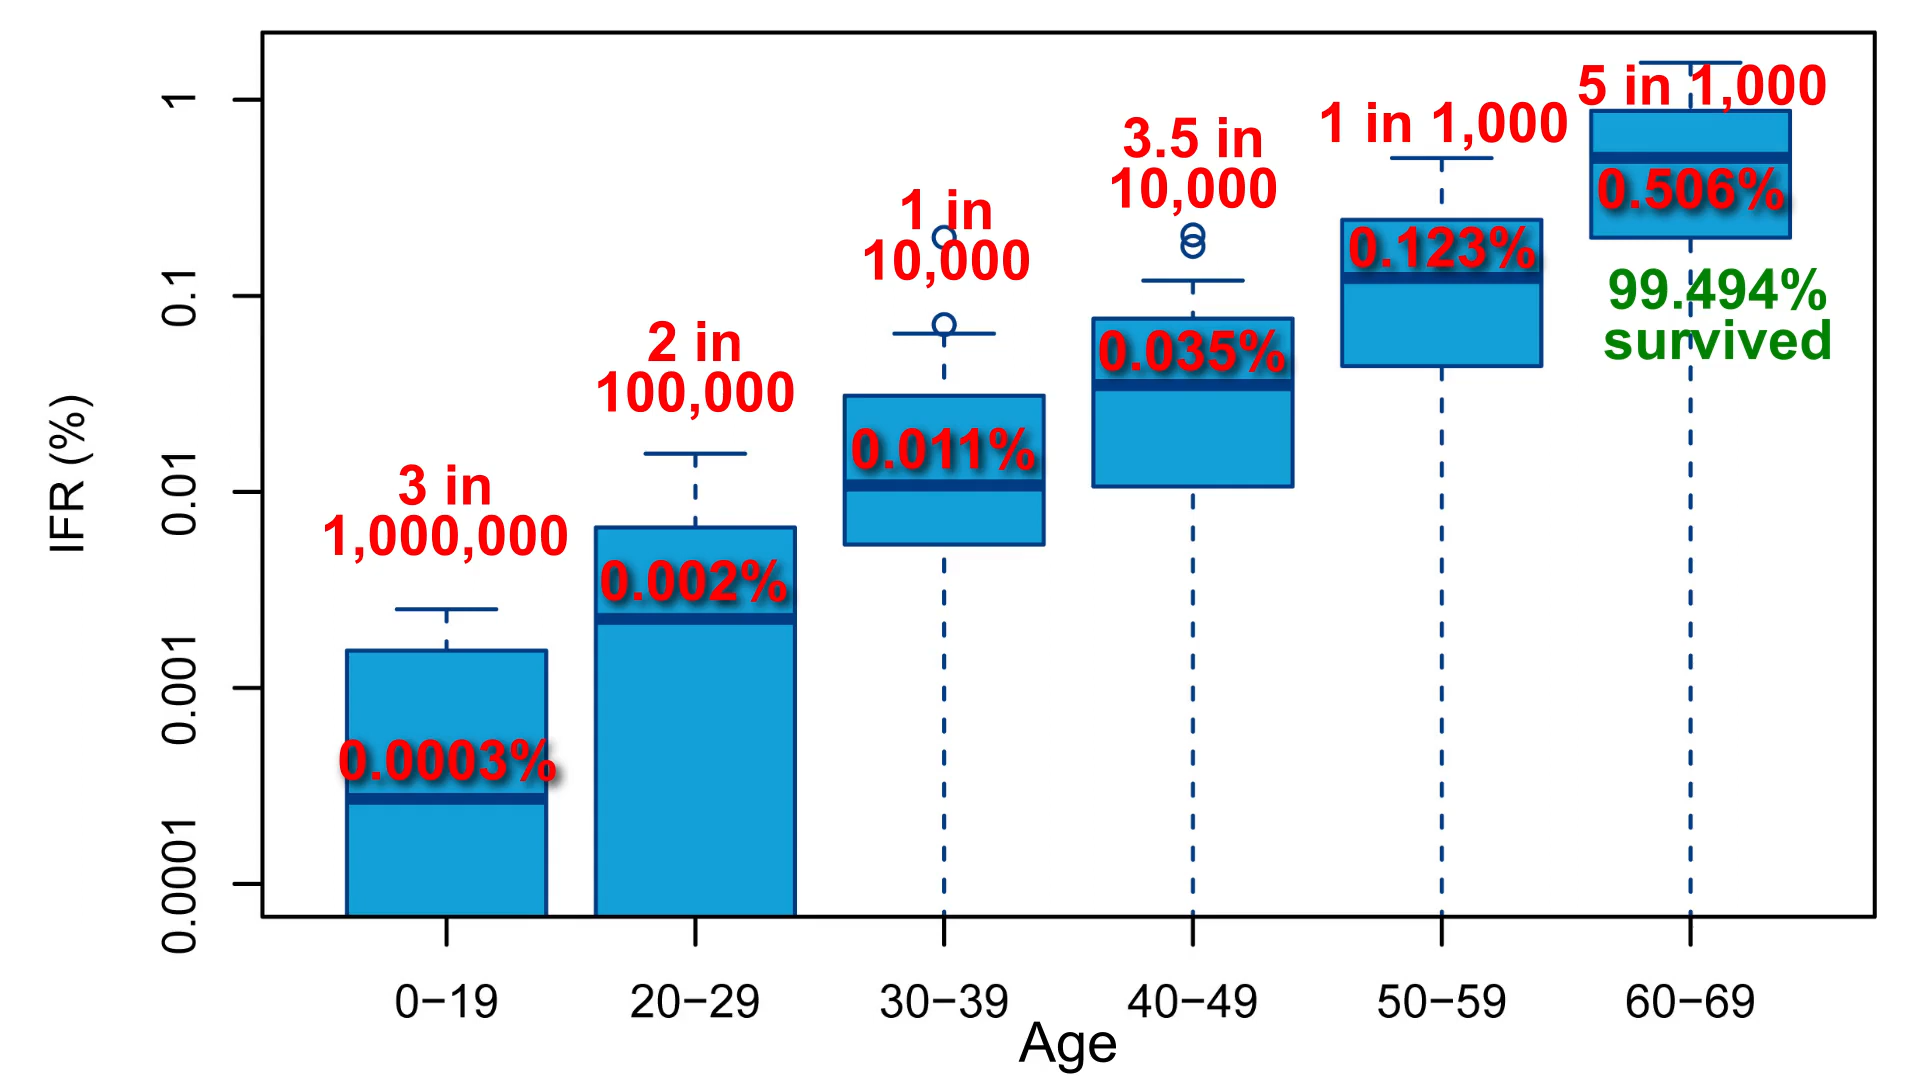 1
0.1
0.01
0.001
0.0001
IFR (%)
3 in
1,000,000
0.0003%
2 in
100,000
0.002%
1 in
10,000
0.011%
3.5 in
10,000
0.035%
1 in 1,000
0.123%
5 in 1,000
0.506%
99.494%
survived
0−19
20−29
30−39
40−49
50−59
60−69
Age